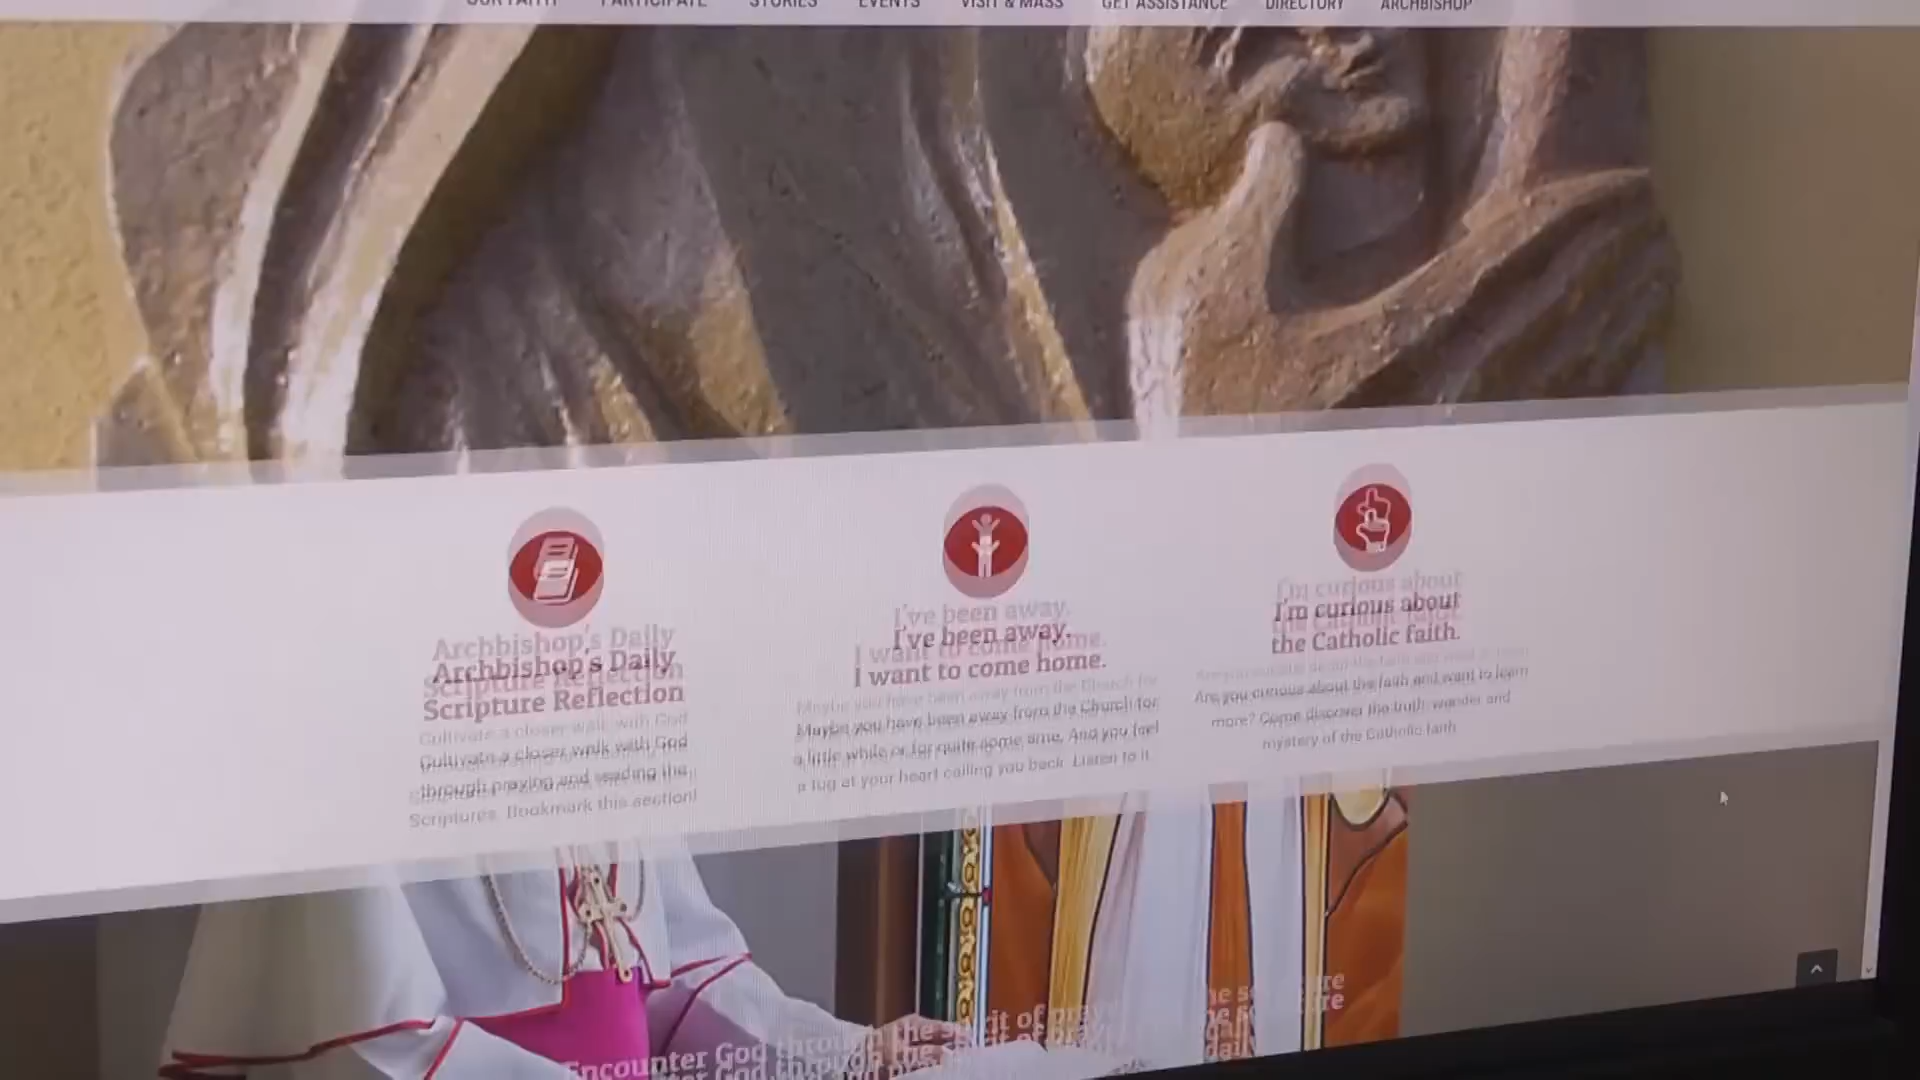 OUR FAITH PARTICIPATE STORIES EVENTS VISIT & MASS GET ASSISTANCE DIRECTORY ARCHBISHOP
Archbishop's Daily
Scripture Reflection
Cultivate a closer walk with God
through praying and reading the
Scriptures. Bookmark this section!
I've been away.
I want to come home.
Maybe you have been away from the Church for
a little while or for quite some time. And you feel
a tug at your heart calling you back. Listen to it.
I'm curious about
the Catholic faith.
Are you curious about the faith and want to learn
more? Come discover the truth, wonder and
mystery of the Catholic faith.
Encounter God through the spirit of